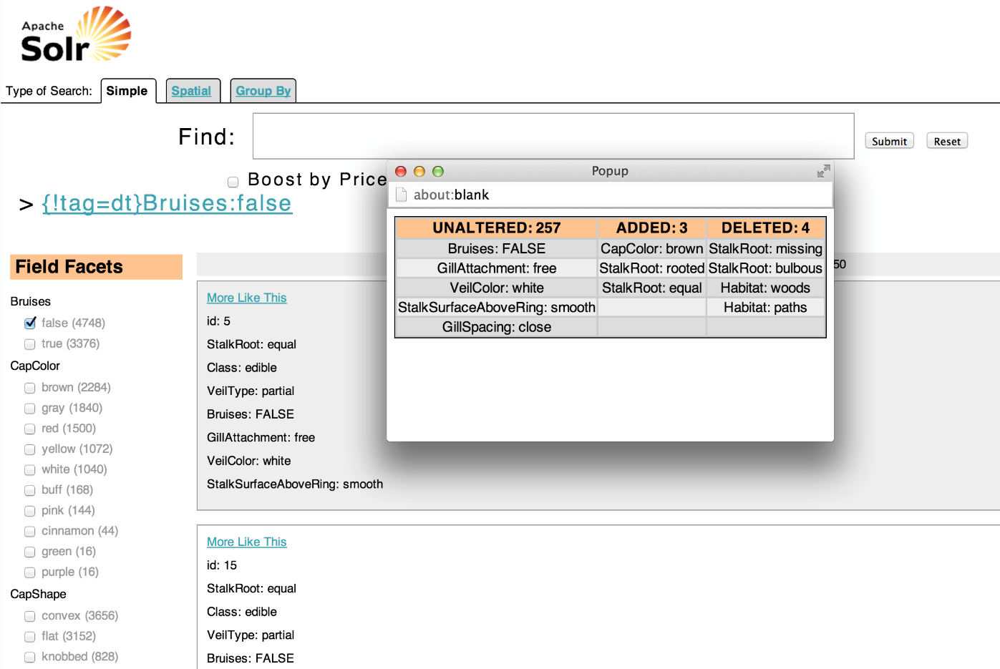 Apache
Solr
Type of Search: Simple Spatial Group By
Find: Submit Reset
Boost by Price
> {!tag=dt}Bruises:false
Popup
about:blank
UNALTERED: 257 ADDED: 3 DELETED: 4
Bruises: FALSE CapColor: brown StalkRoot: missing
GillAttachment: free StalkRoot: rooted StalkRoot: bulbous
VeilColor: white StalkRoot: equal Habitat: woods
StalkSurfaceAboveRing: smooth Habitat: paths
GillSpacing: close
50
Field Facets
Bruises
false (4748)
true (3376)
CapColor
brown (2284)
gray (1840)
red (1500)
yellow (1072)
white (1040)
buff (168)
pink (144)
cinnamon (44)
green (16)
purple (16)
CapShape
convex (3656)
flat (3152)
knobbed (828)
More Like This
id: 5
StalkRoot: equal
Class: edible
VeilType: partial
Bruises: FALSE
GillAttachment: free
VeilColor: white
StalkSurfaceAboveRing: smooth
More Like This
id: 15
StalkRoot: equal
Class: edible
VeilType: partial
Bruises: FALSE